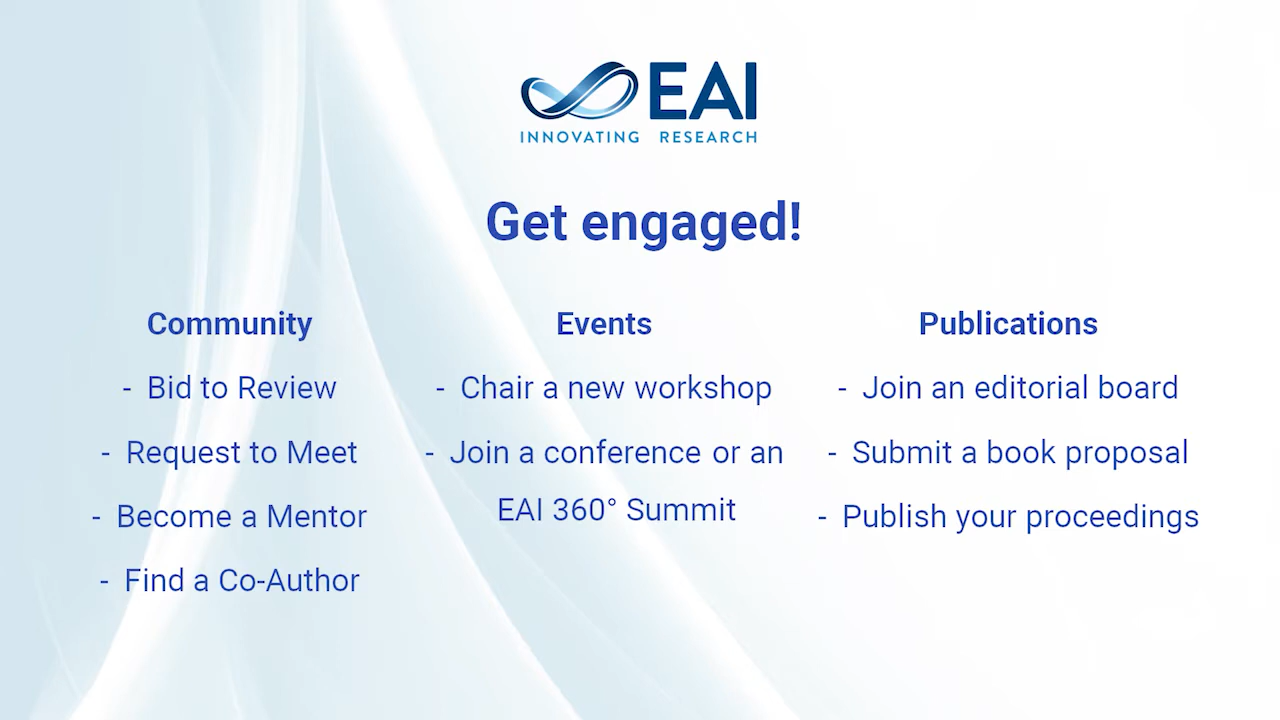 EAI
INNOVATING RESEARCH
Get engaged!
Community
- Bid to Review
- Request to Meet
- Become a Mentor
- Find a Co-Author
Events
- Chair a new workshop
- Join a conference or an
EAI 360° Summit
Publications
- Join an editorial board
- Submit a book proposal
- Publish your proceedings